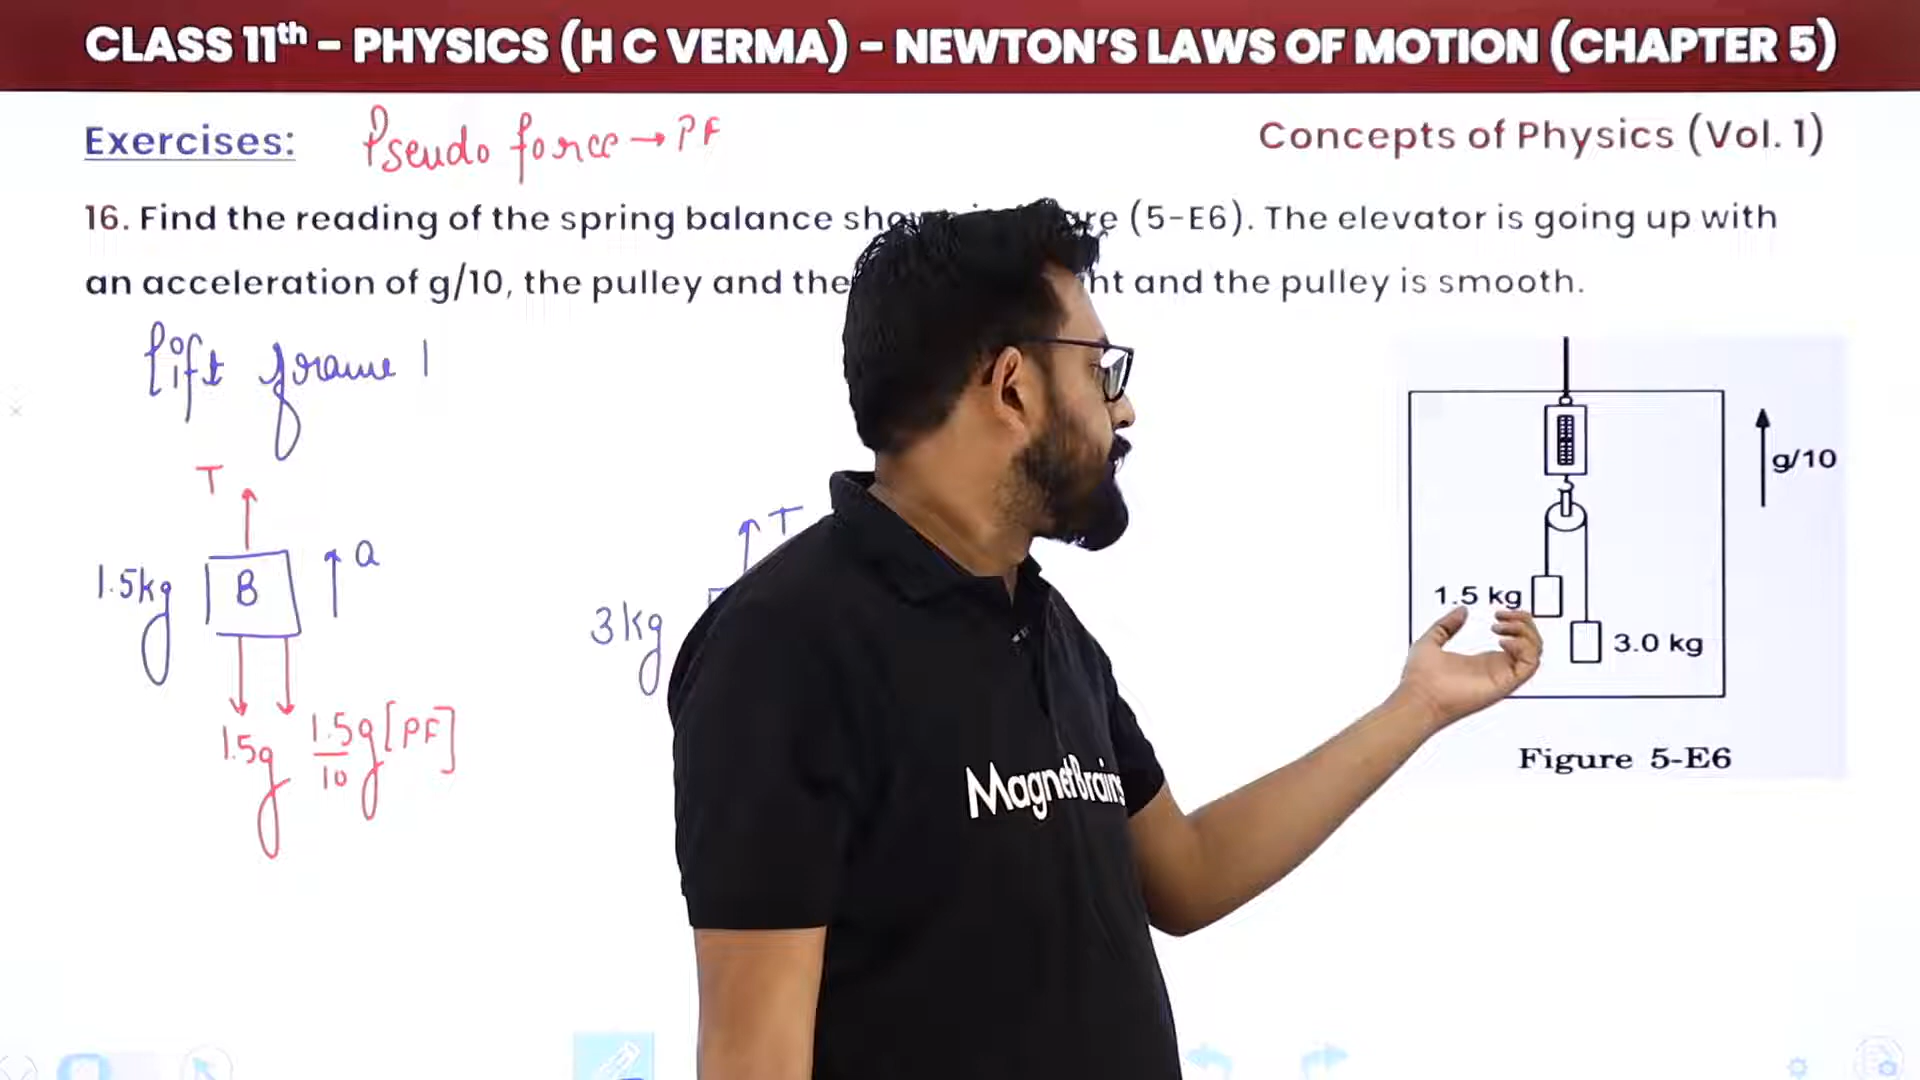 CLASS 11th – PHYSICS (H C VERMA) – NEWTON'S LAWS OF MOTION (CHAPTER 5)
Exercises:
Pseudo force → PF
Concepts of Physics (Vol. 1)
16. Find the reading of the spring balance (5-E6). The elevator is going up with
an acceleration of g/10, the pulley and the and the pulley is smooth.
lift frame
T
B
a
1.5kg
1.5g
1.5g/10 [PF]
T
3kg
g/10
1.5 kg
3.0 kg
Figure 5-E6
MagnetBrains